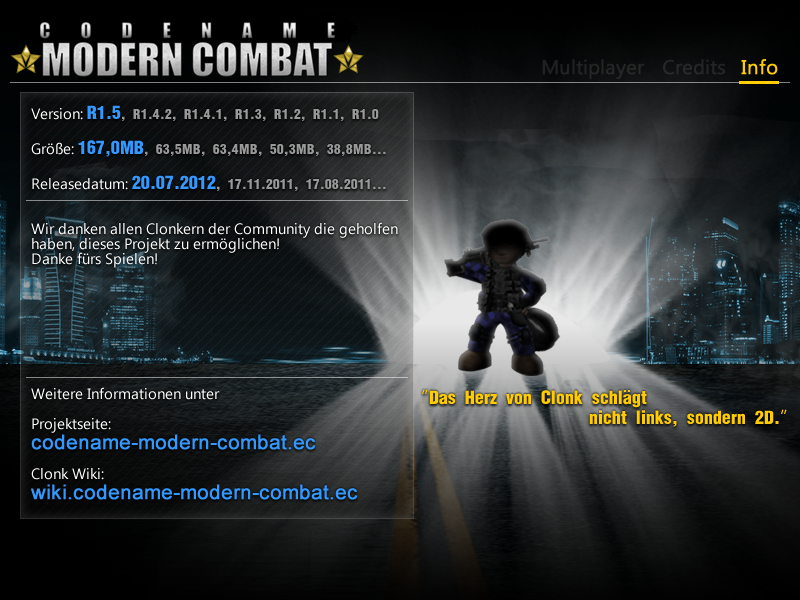 CODENAME
MODERN COMBAT
Multiplayer Credits Info
Version: R1.5, R1.4.2, R1.4.1, R1.3, R1.2, R1.1, R1.0
Größe: 167,0MB, 63,5MB, 63,4MB, 50,3MB, 38,8MB...
Releasedatum: 20.07.2012, 17.11.2011, 17.08.2011...
Wir danken allen Clonkern der Community die geholfen
haben, dieses Projekt zu ermöglichen!
Danke fürs Spielen!
Weitere Informationen unter
Projektseite:
codename-modern-combat.ec
Clonk Wiki:
wiki.codename-modern-combat.ec
"Das Herz von Clonk schlägt
nicht links, sondern 2D."